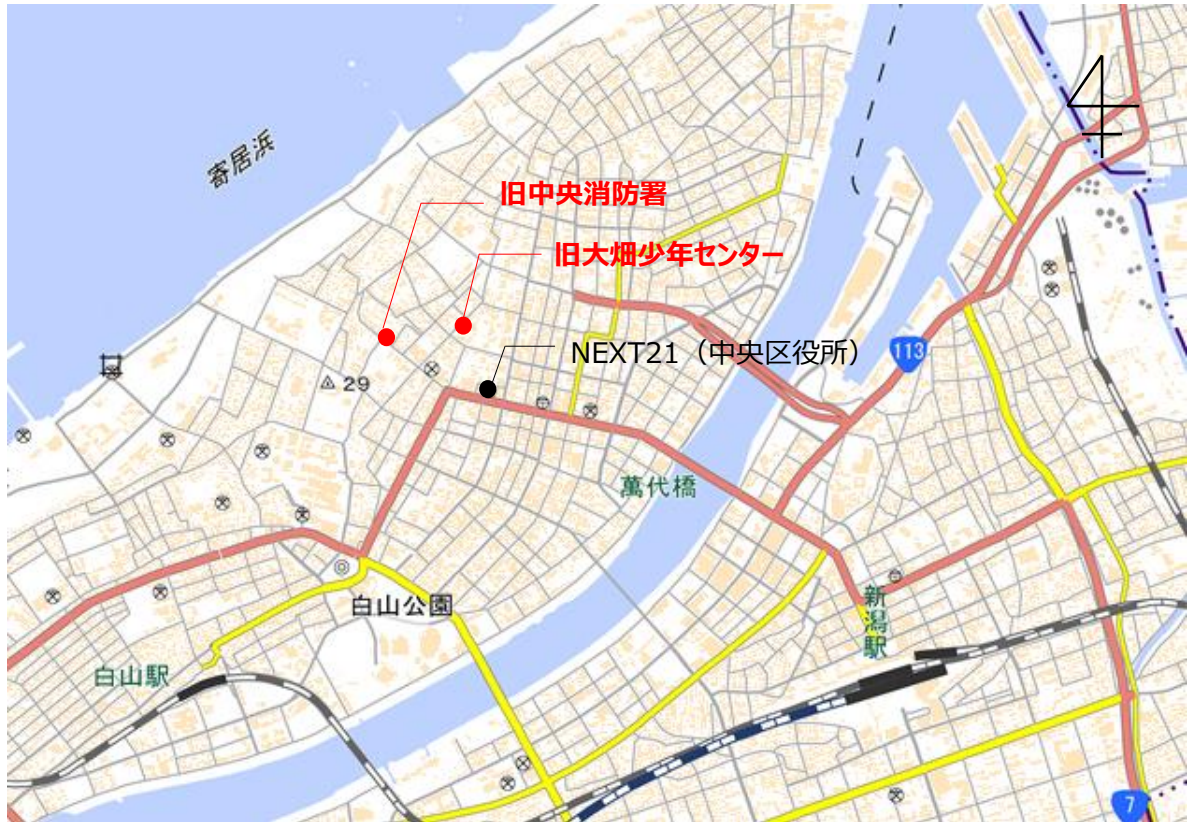 寄居浜
旧中央消防署
旧大畑少年センター
NEXT21（中央区役所）
113
29
萬代橋
白山公園
新潟駅
白山駅
7